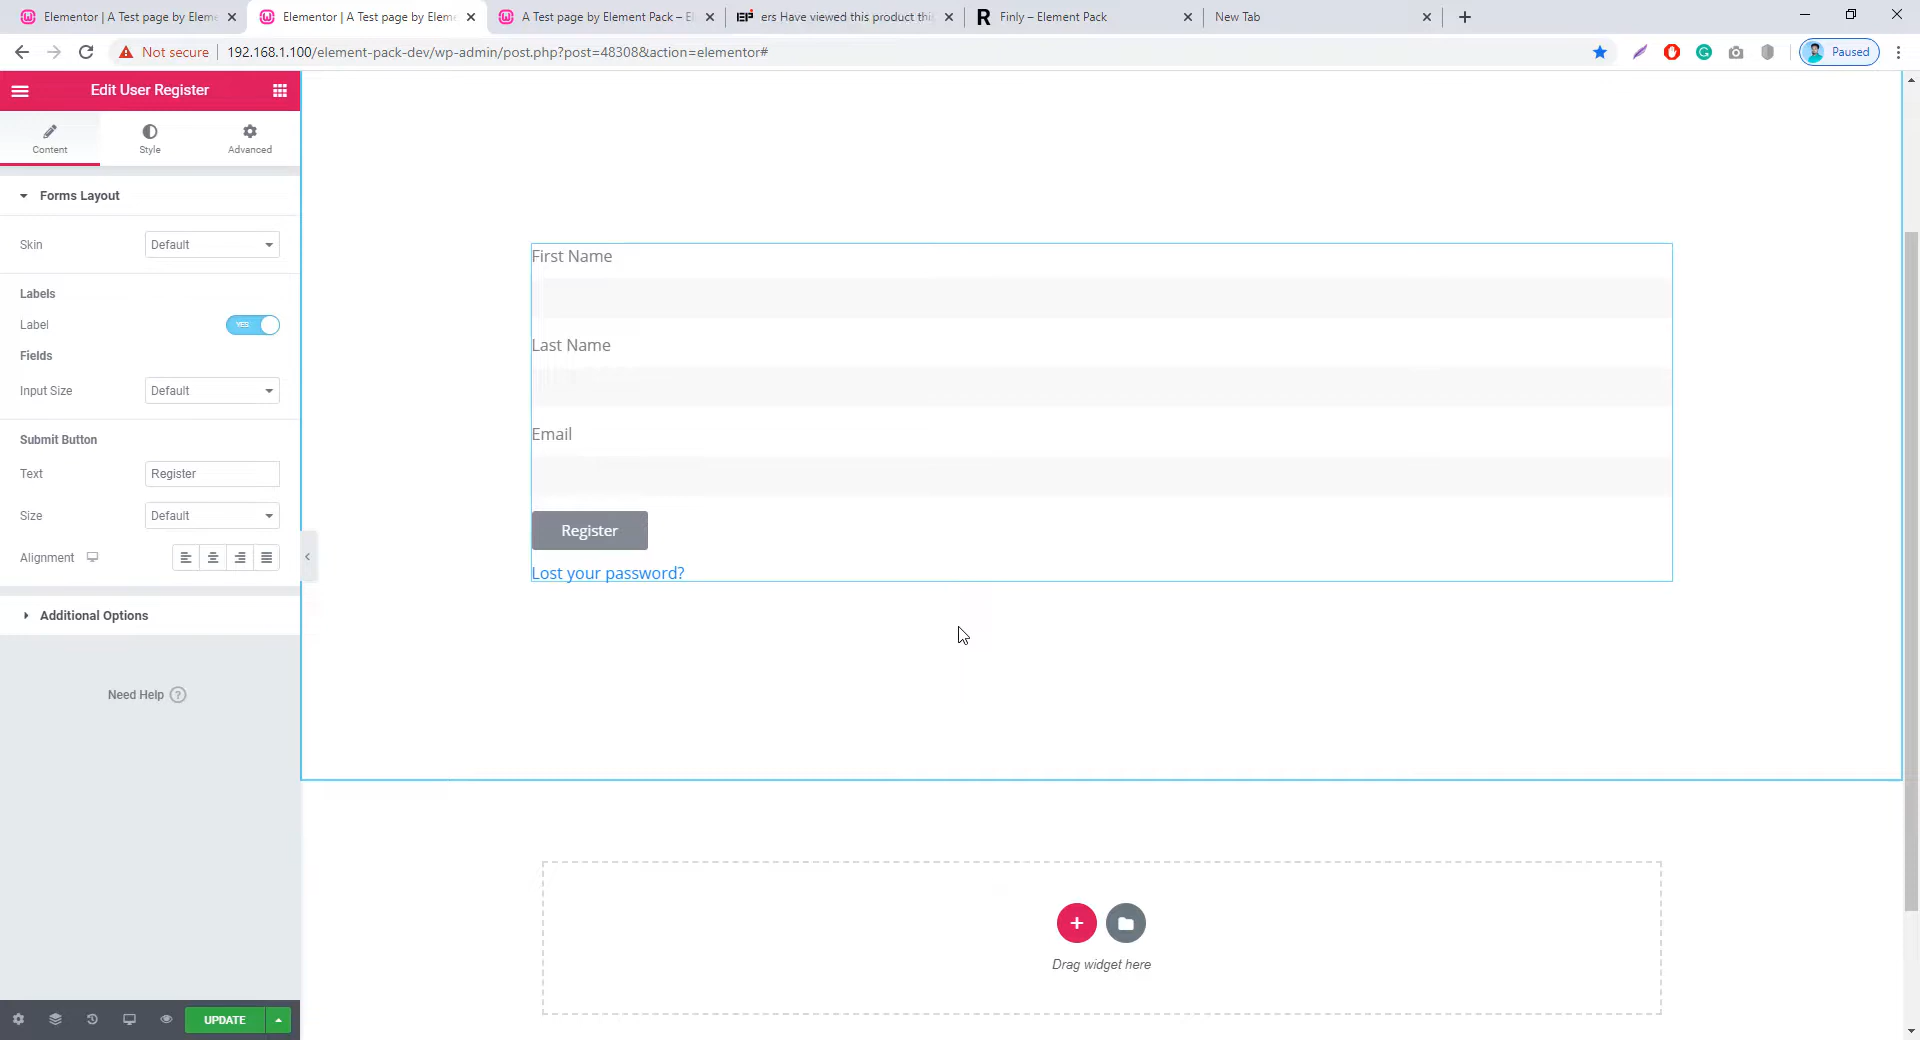 Elementor | A Test page by Eleme
Elementor | A Test page by Eleme
A Test page by Element Pack – El
ers Have viewed this product this
Finly – Element Pack
New Tab
Not secure
192.168.1.100/element-pack-dev/wp-admin/post.php?post=48308&action=elementor#
Paused
Edit User Register
Content
Style
Advanced
Forms Layout
Skin
Default
Labels
Label
YES
Fields
Input Size
Default
Submit Button
Text
Register
Size
Default
Alignment
Additional Options
Need Help ?
UPDATE
First Name
Last Name
Email
Register
Lost your password?
Drag widget here